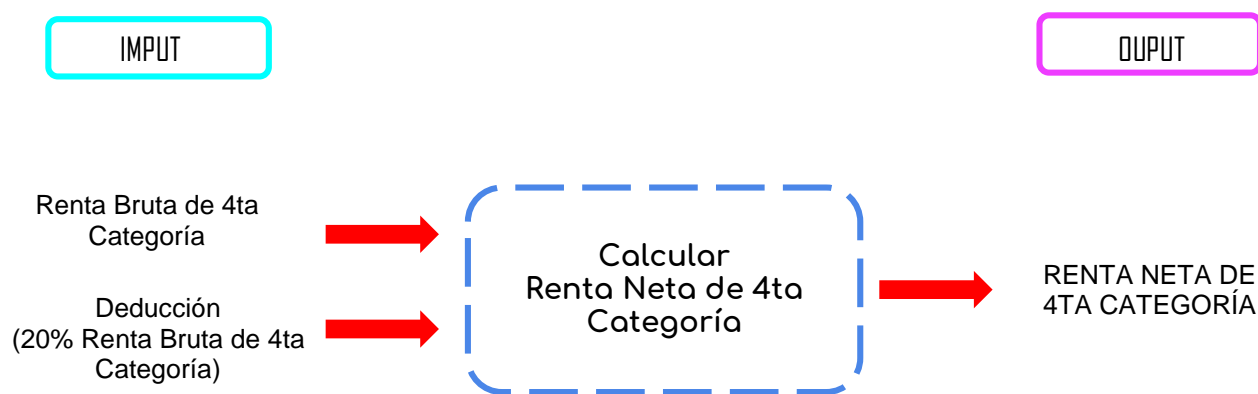 IMPUT
OUPUT
Renta Bruta de 4ta
Categoría
Deducción
(20% Renta Bruta de 4ta
Categoría)
Calcular
Renta Neta de 4ta
Categoría
RENTA NETA DE
4TA CATEGORÍA